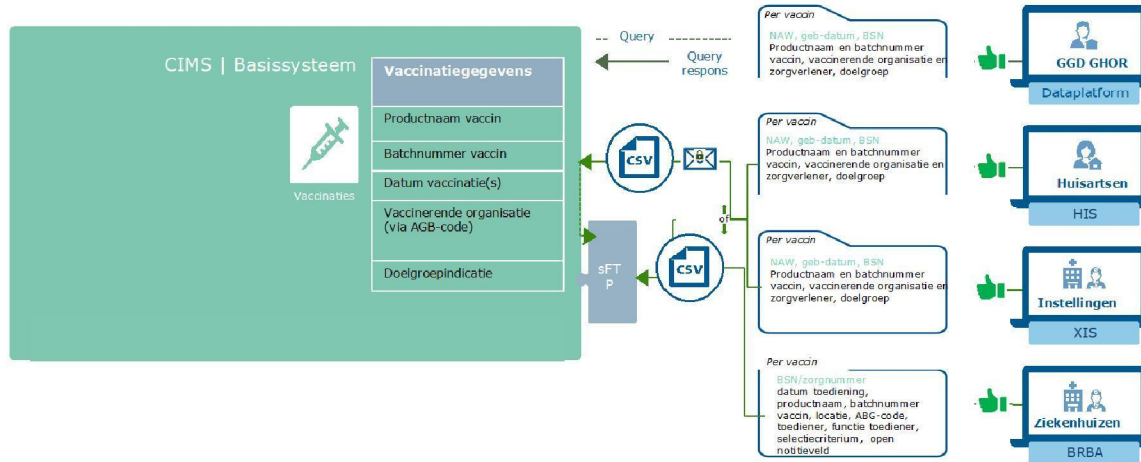 CIMS | Basissysteem
Vaccinaties
Vaccinatiegegevens
Productnaam vaccin
Batchnummer vaccin
Datum vaccinatie(s)
Vaccinerende organisatie
(via AGB-code)
Doelgroepindicatie
Query
Query
respons
CSV
of
CSV
sFT
P
Per vaccin
NAW, geb-datum, BSN
Productnaam en batchnummer
vaccin, vaccinerende organisatie en
zorgverlener, doelgroep
GGD GHOR
Dataplatform
Per vaccin
NAW, geb-datum, BSN
Productnaam en batchnummer
vaccin, vaccinerende organisatie en
zorgverlener, doelgroep
Huisartsen
HIS
Per vaccin
NAW, geb-datum, BSN
Productnaam en batchnummer
vaccin, vaccinerende organisatie en
zorgverlener, doelgroep
Instellingen
XIS
Per vaccin
BSN/zorgnummer
datum toediening,
productnaam, batchnummer
vaccin, locatie, ABG-code,
toediener, functie toediener,
selectiecriterium, open
notitieveld
Ziekenhuizen
BRBA